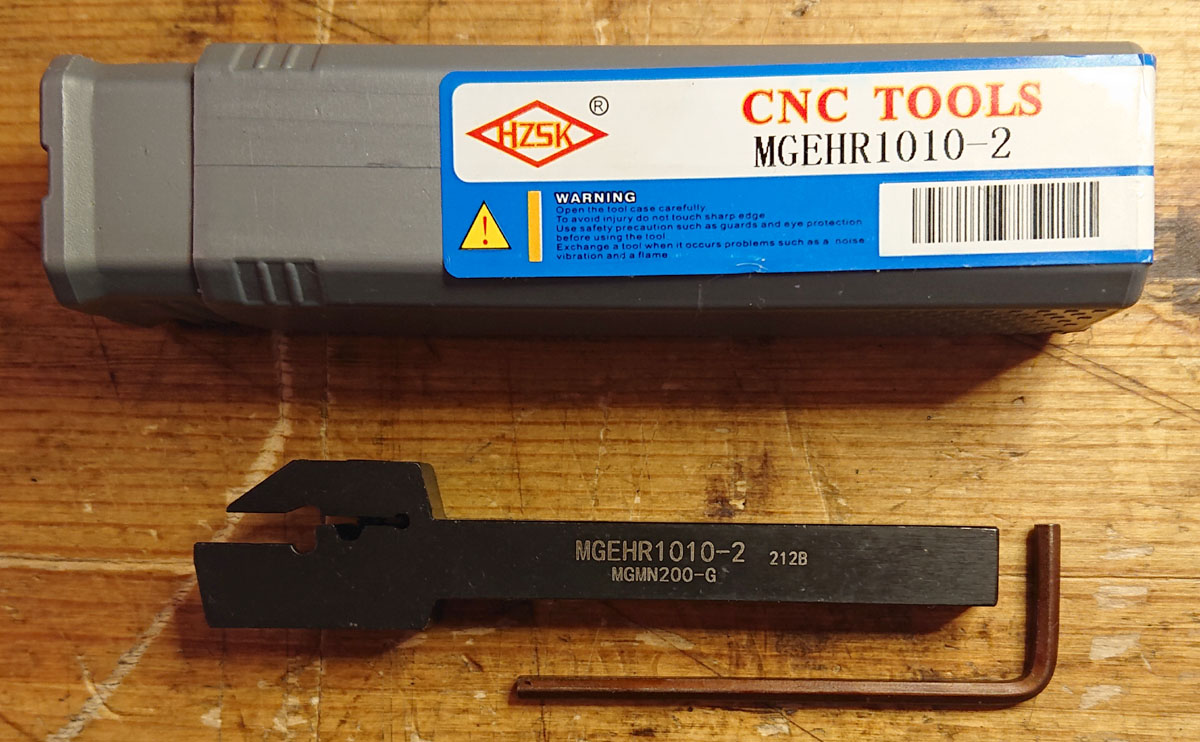 HZSK ®
CNC TOOLS
MGEHR1010-2
WARNING
Open the tool case carefully.
To avoid injury do not touch sharp edge
Use safety precaution such as guards and eye protection
before using the tool.
Exchange a tool when it occurs problems such as a noise,
vibration and a flame
MGEHR1010-2 212B
MGMN200-G